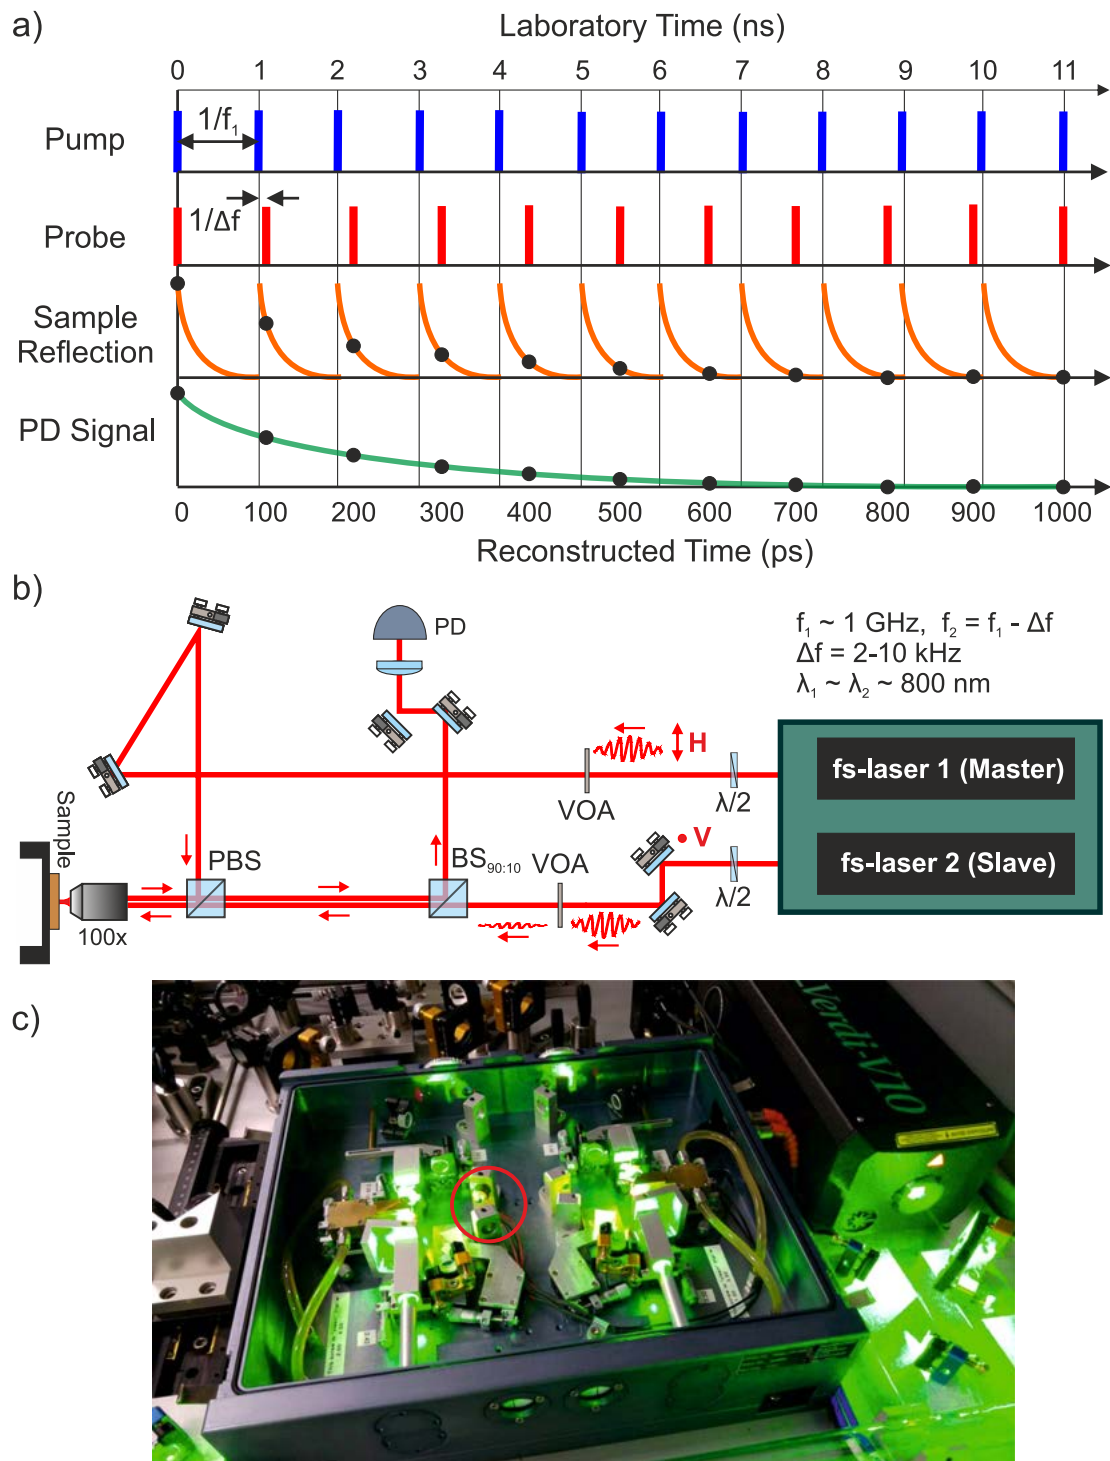 a)
Laboratory Time (ns)
0 1 2 3 4 5 6 7 8 9 10 11
Pump
1/f₁
Probe
1/Δf
Sample
Reflection
PD Signal
0 100 200 300 400 500 600 700 800 900 1000
Reconstructed Time (ps)
b)
PD
f₁ ~ 1 GHz, f₂ = f₁ - Δf
Δf = 2-10 kHz
λ₁ ~ λ₂ ~ 800 nm
H
fs-laser 1 (Master)
VOA
λ/2
Sample
V
PBS
BS₉₀:₁₀
VOA
fs-laser 2 (Slave)
λ/2
100x
c)
Verdi-V10